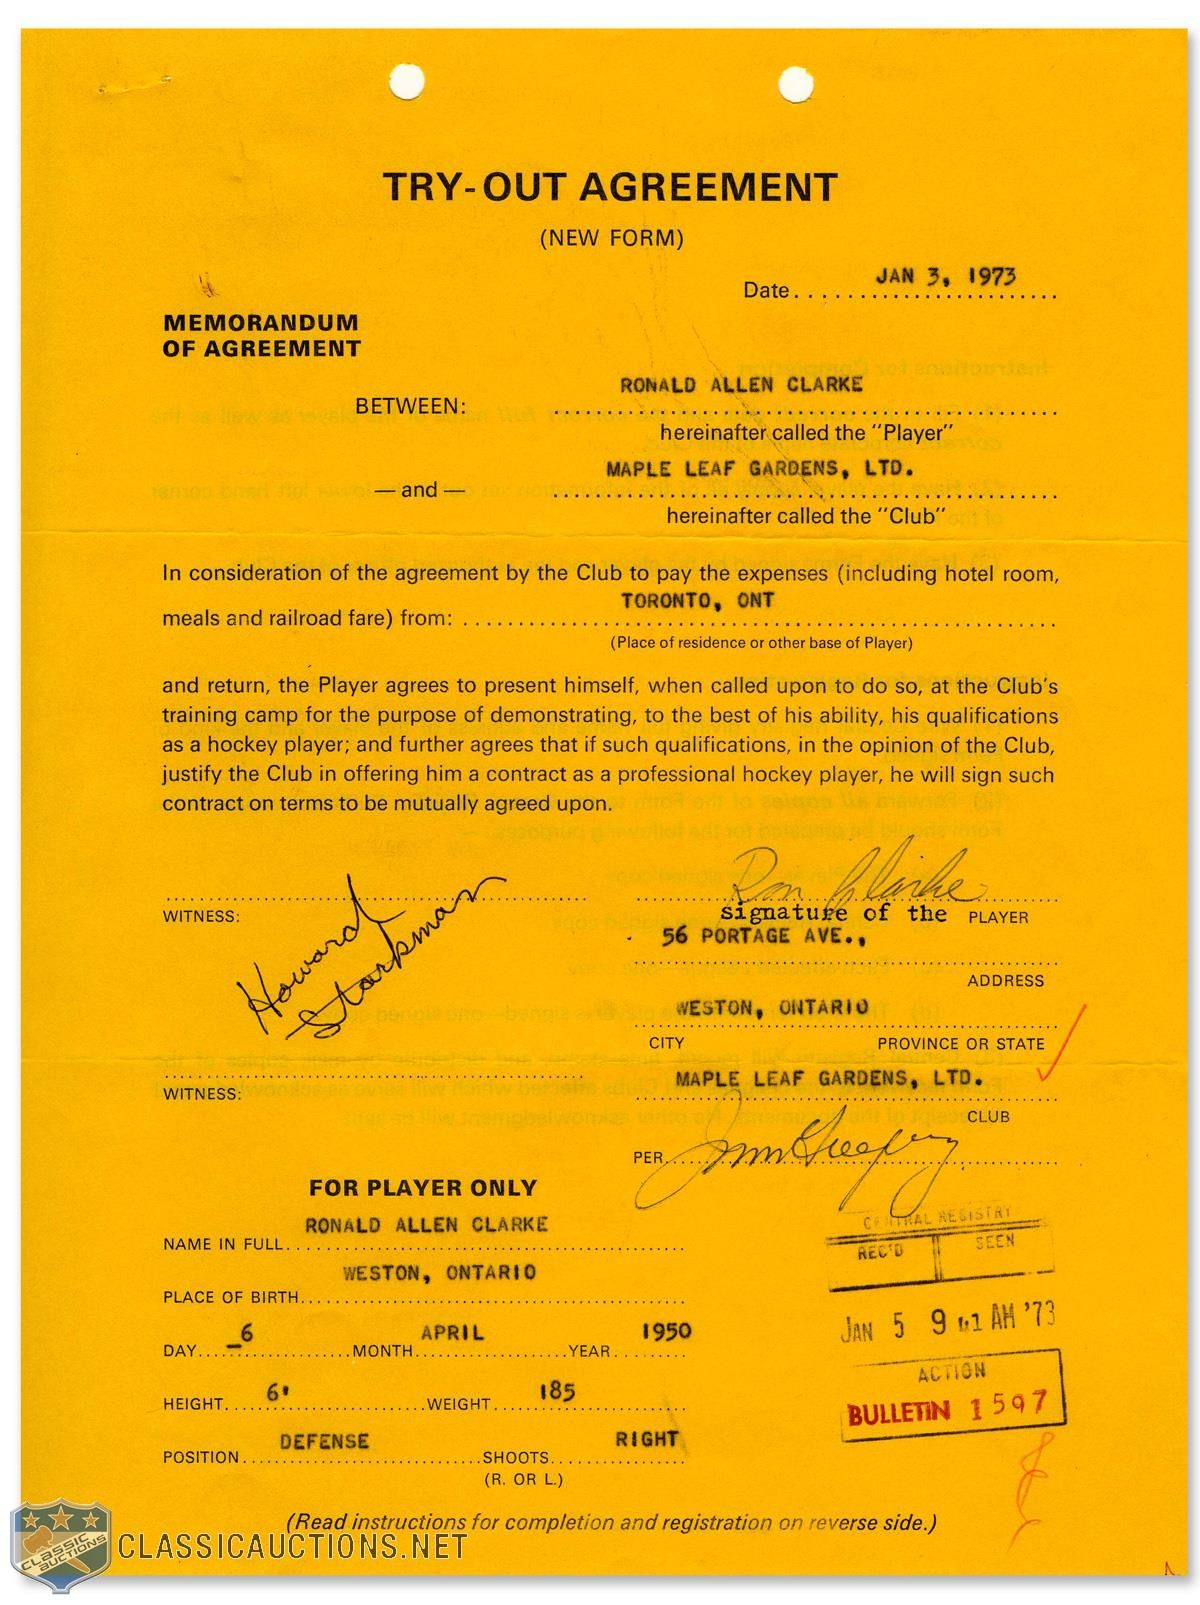 TRY-OUT AGREEMENT
(NEW FORM)
Date JAN 3, 1973
MEMORANDUM
OF AGREEMENT
BETWEEN: RONALD ALLEN CLARKE
hereinafter called the "Player"
— and — MAPLE LEAF GARDENS, LTD.
hereinafter called the "Club"
In consideration of the agreement by the Club to pay the expenses (including hotel room,
meals and railroad fare) from: TORONTO, ONT
(Place of residence or other base of Player)
and return, the Player agrees to present himself, when called upon to do so, at the Club's
training camp for the purpose of demonstrating, to the best of his ability, his qualifications
as a hockey player; and further agrees that if such qualifications, in the opinion of the Club,
justify the Club in offering him a contract as a professional hockey player, he will sign such
contract on terms to be mutually agreed upon.
Ron Clarke
WITNESS: signature of the PLAYER
Howard Starkman
56 PORTAGE AVE.,
ADDRESS
WESTON, ONTARIO
CITY PROVINCE OR STATE
MAPLE LEAF GARDENS, LTD.
WITNESS:
CLUB
PER Jim Gregory
FOR PLAYER ONLY
NAME IN FULL RONALD ALLEN CLARKE
PLACE OF BIRTH WESTON, ONTARIO
DAY 6 MONTH APRIL YEAR 1950
HEIGHT 6' WEIGHT 185
POSITION DEFENSE SHOOTS RIGHT
(R. OR L.)
CENTRAL REGISTRY
REC'D SEEN
JAN 5 9 41 AM '73
ACTION
BULLETIN 1597
(Read instructions for completion and registration on reverse side.)
CLASSIC AUCTIONS
CLASSICAUCTIONS.NET